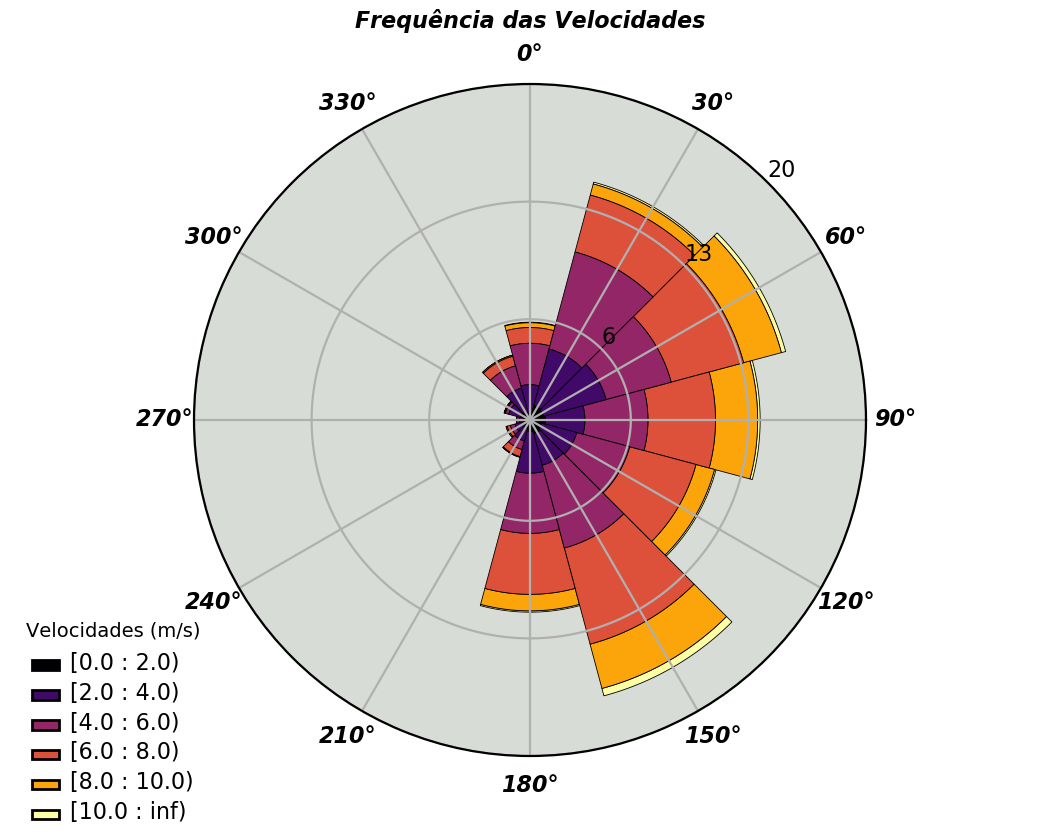 Frequência das Velocidades
0°
330°
30°
20
300°
60°
13
6
270°
90°
240°
120°
210°
150°
180°
Velocidades (m/s)
[0.0 : 2.0)
[2.0 : 4.0)
[4.0 : 6.0)
[6.0 : 8.0)
[8.0 : 10.0)
[10.0 : inf)